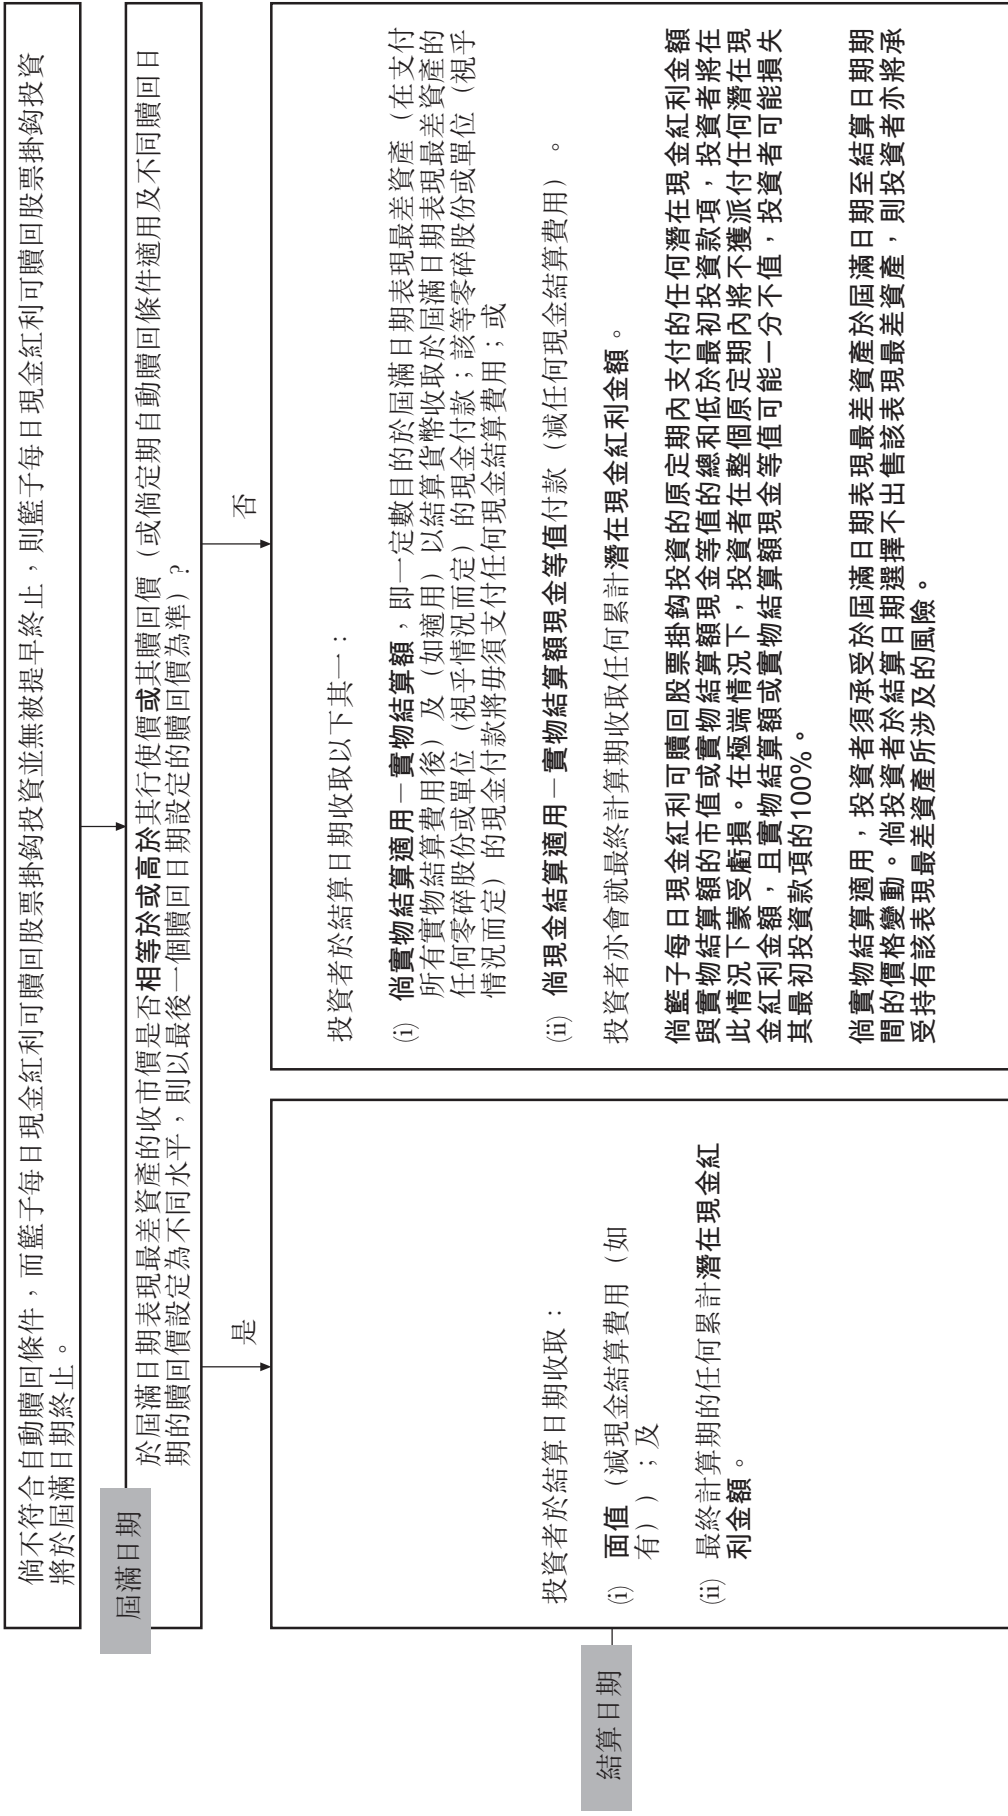 倘不符合自動贖回條件，而籃子每日現金紅利可贖回股票掛鈎投資並無被提早終止，則籃子每日現金紅利可贖回股票掛鈎投資
將於屆滿日期終止。
屆滿日期
於屆滿日期表現最差資產的收市價是否相等於或高於其行使價或其贖回價（或倘定期自動贖回條件適用及不同贖回日
期的贖回價設定為不同水平，則以最後一個贖回日期設定的贖回價為準）?
是
否
結算日期
投資者於結算日期收取：
(i) 面值（減現金結算費用（如
有））；及
(ii) 最終計算期的任何累計潛在現金紅
利金額。
投資者於結算日期收取以下其一：
(i) 倘實物結算適用－實物結算額，即一定數目的於屆滿日期表現最差資產（在支付
所有實物結算費用後）及（如適用）以結算貨幣收取於屆滿日期表現最差資產的
任何零碎股份或單位（視乎情況而定）的現金付款；該等零碎股份或單位（視乎
情況而定）的現金付款將毋須支付任何現金結算費用；或
(ii) 倘現金結算適用－實物結算額現金等值付款（減任何現金結算費用）。
投資者亦會就最終計算期收取任何累計潛在現金紅利金額。
倘籃子每日現金紅利可贖回股票掛鈎投資的原定期內支付的任何潛在現金紅利金額
與實物結算額的市值或實物結算額現金等值的總和低於最初投資款項，投資者將在
此情況下蒙受虧損。在極端情況下，投資者在整個原定期內將不獲派付任何潛在現
金紅利金額，且實物結算額或實物結算額現金等值可能一分不值，投資者可能損失
其最初投資款項的100%。
倘實物結算適用，投資者須承受於屆滿日期表現最差資產於屆滿日期至結算日期期
間的價格變動。倘投資者於結算日期選擇不出售該表現最差資產，則投資者亦將承
受持有該表現最差資產所涉及的風險。